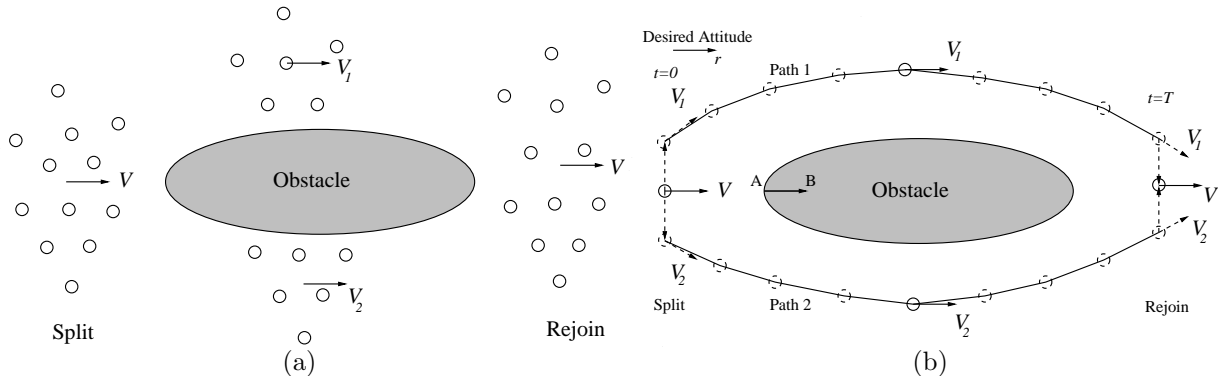 V
V₁
Obstacle
V₂
V
Split
Rejoin
(a)
Desired Attitude
r
t=0
V₁
Path 1
V₁
t=T
V₁
V
A
B
Obstacle
V
V₂
V₂
Split
Path 2
V₂
Rejoin
(b)